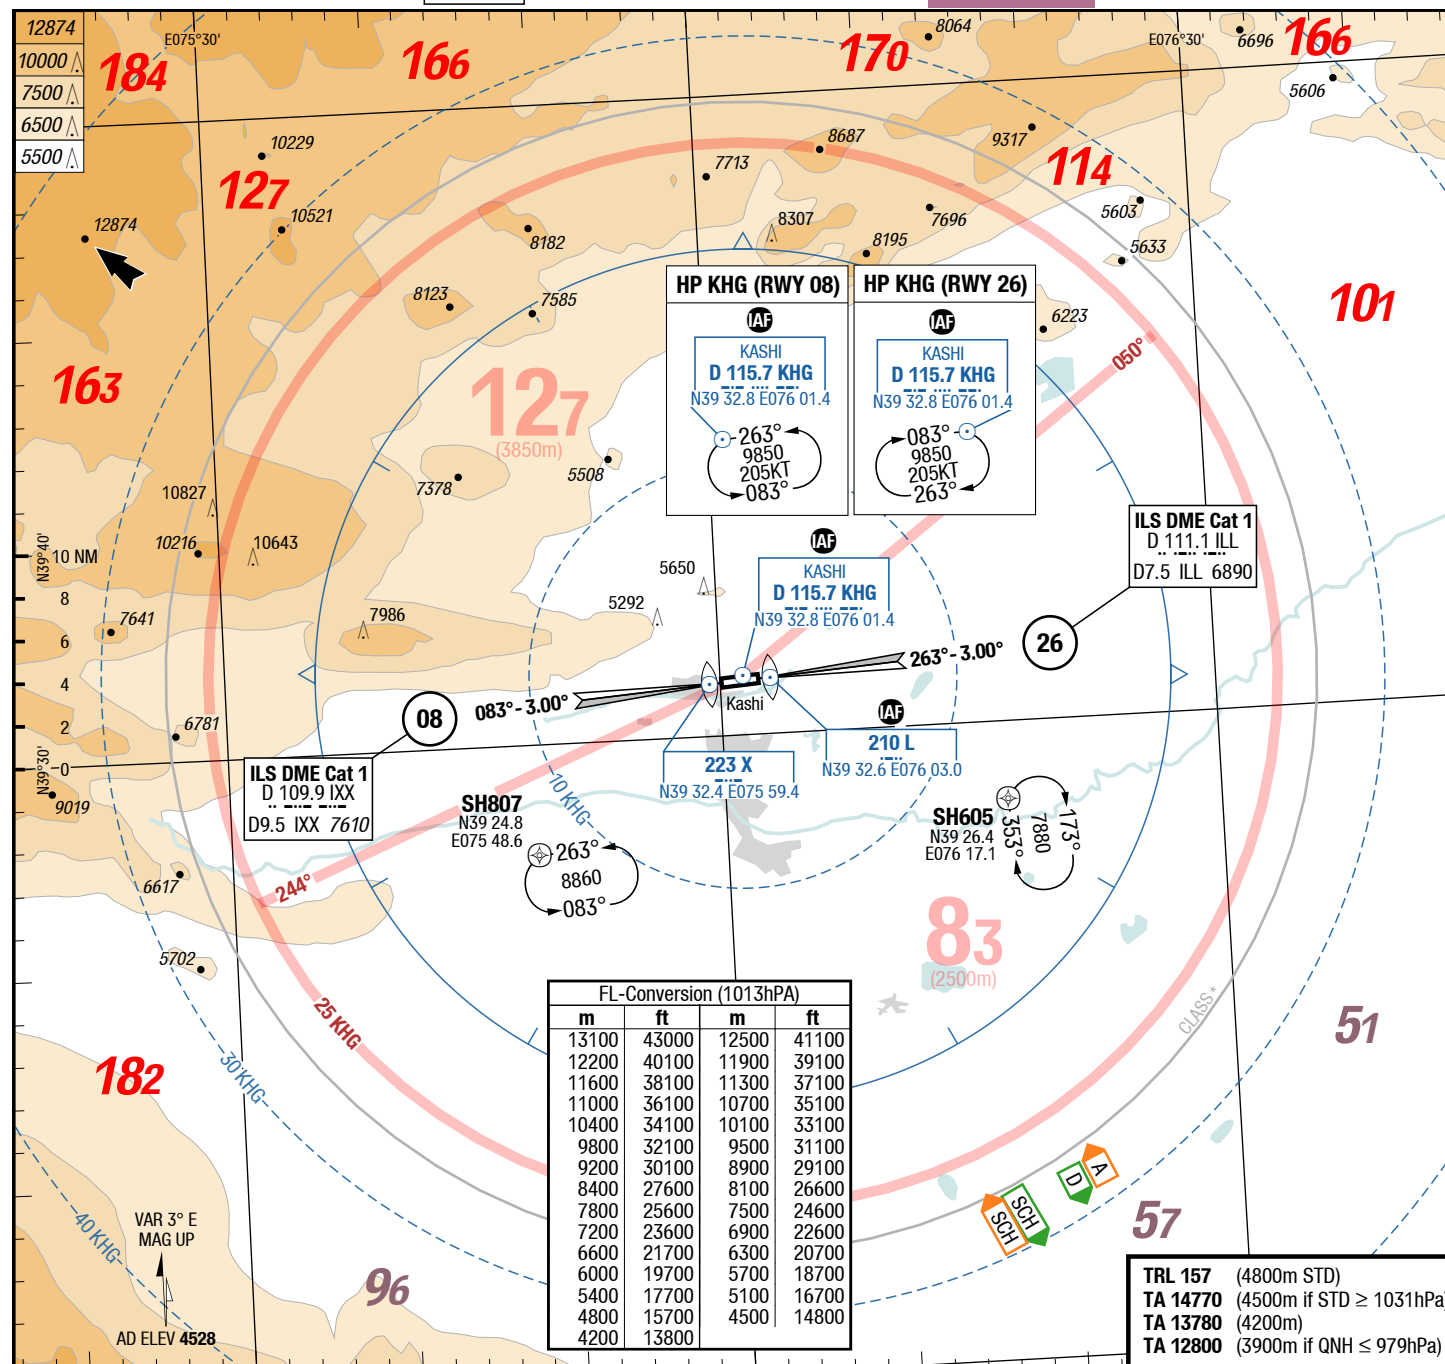 12874
10000
7500
6500
5500
E075°30'
184
166
170
8064
E076°30'
6696
166
5606
10229
127
10521
7713
8687
9317
114
12874
8182
8307
7696
5603
8195
5633
8123
7585
6223
101
163
127
(3850m)
050°
HP KHG (RWY 08)
IAF
KASHI
D 115.7 KHG
N39 32.8 E076 01.4
263°
9850
205KT
083°
HP KHG (RWY 26)
IAF
KASHI
D 115.7 KHG
N39 32.8 E076 01.4
083°
9850
205KT
263°
7378
5508
10827
10216
10643
N39°40'
10 NM
8
6
4
2
0
N39°30'
ILS DME Cat 1
D 111.1 ILL
D7.5 ILL 6890
26
5650
5292
IAF
KASHI
D 115.7 KHG
N39 32.8 E076 01.4
7641
7986
263°- 3.00°
083°- 3.00°
08
Kashi
6781
IAF
210 L
N39 32.6 E076 03.0
223 X
N39 32.4 E075 59.4
ILS DME Cat 1
D 109.9 IXX
D9.5 IXX 7610
9019
10 KHG
SH807
N39 24.8
E075 48.6
263°
8860
083°
SH605
N39 26.4
E076 17.1
353°
7880
173°
6617
244°
5702
83
(2500m)
25 KHG
30 KHG
40 KHG
CLASS *
51
182
57
96
FL-Conversion (1013hPA)
m ft m ft
13100 43000 12500 41100
12200 40100 11900 39100
11600 38100 11300 37100
11000 36100 10700 35100
10400 34100 10100 33100
9800 32100 9500 31100
9200 30100 8900 29100
8400 27600 8100 26600
7800 25600 7500 24600
7200 23600 6900 22600
6600 21700 6300 20700
6000 19700 5700 18700
5400 17700 5100 16700
4800 15700 4500 14800
4200 13800
A
D
SCH
SCH
VAR 3° E
MAG UP
AD ELEV 4528
TRL 157 (4800m STD)
TA 14770 (4500m if STD ≥ 1031hPa)
TA 13780 (4200m)
TA 12800 (3900m if QNH ≤ 979hPa)